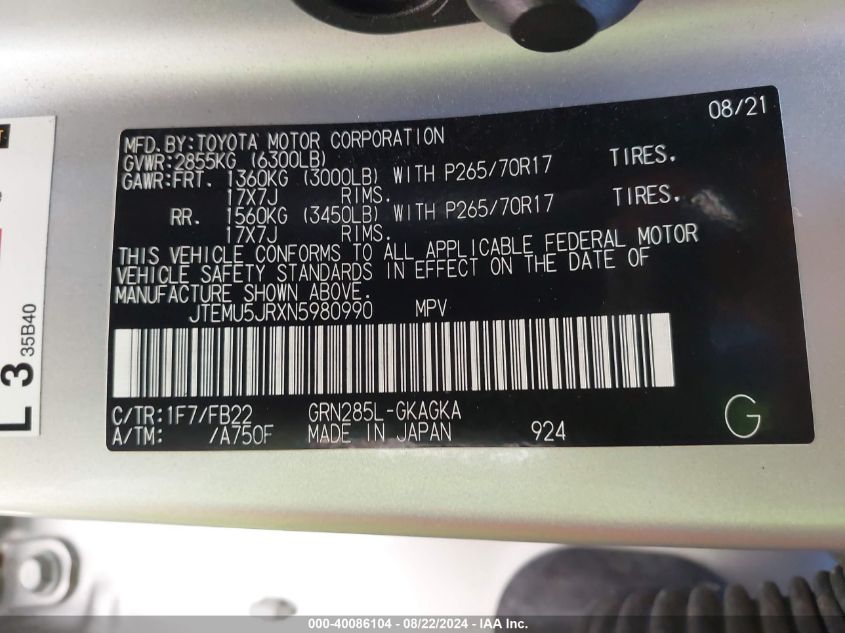 08/21
MFD.BY:TOYOTA MOTOR CORPORATION
GVWR:2855KG (6300LB)
GAWR:FRT. 1360KG (3000LB) WITH P265/70R17 TIRES.
17X7J RIMS.
RR. 1560KG (3450LB) WITH P265/70R17 TIRES.
17X7J RIMS.
THIS VEHICLE CONFORMS TO ALL APPLICABLE FEDERAL MOTOR
VEHICLE SAFETY STANDARDS IN EFFECT ON THE DATE OF
MANUFACTURE SHOWN ABOVE.
JTEMU5JRXN5980990 MPV
C/TR:1F7/FB22 GRN285L-GKAGKA
A/TM: /A750F MADE IN JAPAN 924
G
L 3 35B40
000-40086104 - 08/22/2024 - IAA Inc.